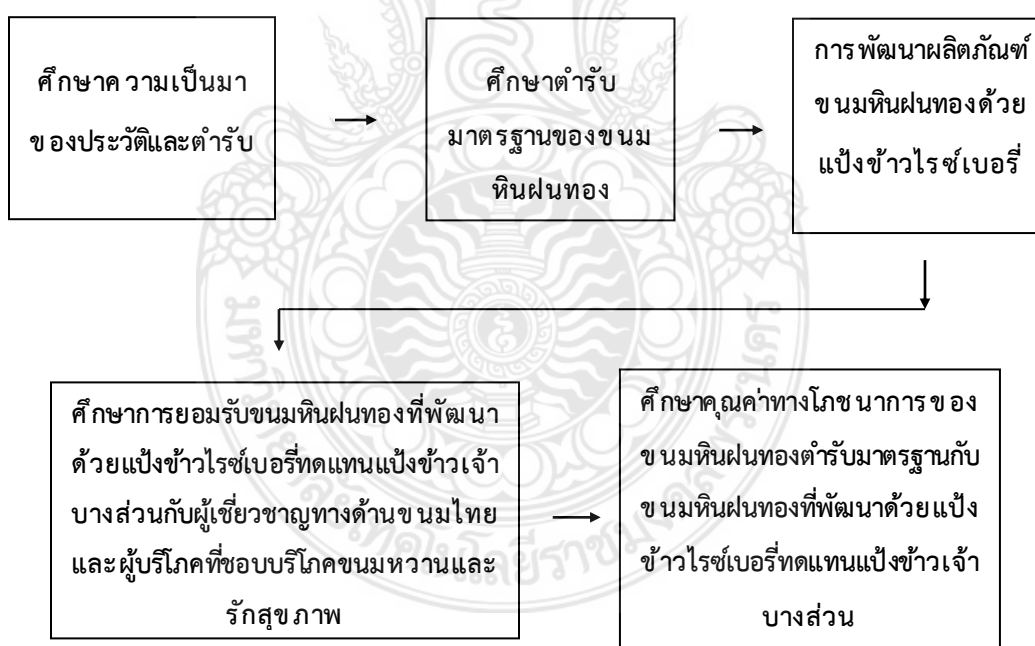 ศึกษาความเป็นมา
ของประวัติและตำรับ
ศึกษาตำรับ
มาตรฐานของขนม
หินฝนทอง
การพัฒนาผลิตภัณฑ์
ขนมหินฝนทองด้วย
แป้งข้าวไรซ์เบอรี่
ศึกษาการยอมรับขนมหินฝนทองที่พัฒนา
ด้วยแป้งข้าวไรซ์เบอรี่ทดแทนแป้งข้าวเจ้า
บางส่วนกับผู้เชี่ยวชาญทางด้านขนมไทย
และผู้บริโภคที่ชอบบริโภคขนมหวานและ
รักสุขภาพ
ศึกษาคุณค่าทางโภชนาการของ
ขนมหินฝนทองตำรับมาตรฐานกับ
ขนมหินฝนทองที่พัฒนาด้วยแป้ง
ข้าวไรซ์เบอรี่ทดแทนแป้งข้าวเจ้า
บางส่วน